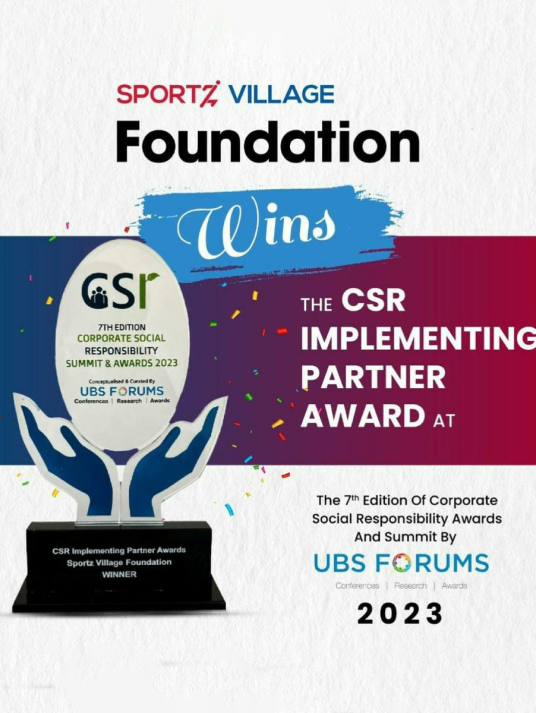 SPORTZ VILLAGE
Foundation
Wins
THE CSR
IMPLEMENTING
PARTNER
AWARD AT
CSr
7TH EDITION
CORPORATE SOCIAL
RESPONSIBILITY
SUMMIT & AWARDS 2023
Conceptualised & Curated By
UBS FORUMS
Conferences | Research | Awards
CSR Implementing Partner Awards
Sportz Village Foundation
WINNER
The 7th Edition Of Corporate
Social Responsibility Awards
And Summit By
UBS FORUMS
Conferences | Research | Awards
2023